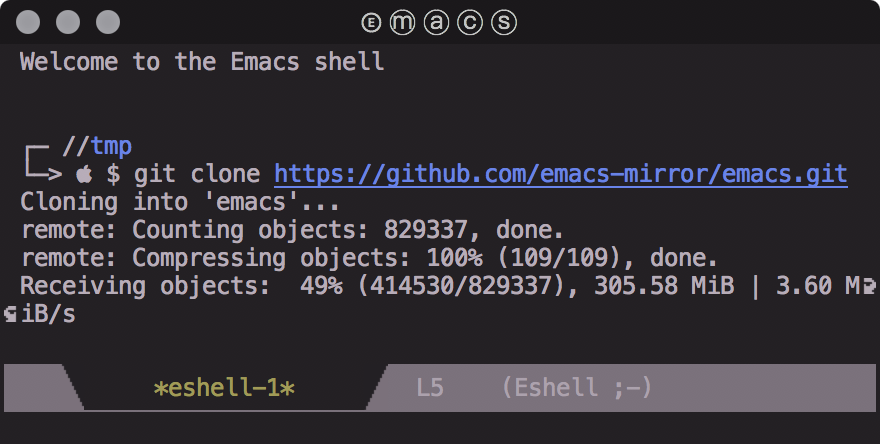 ⓔⓜⓐⓒⓢ
Welcome to the Emacs shell
┌─ //tmp
└─>  $ git clone https://github.com/emacs-mirror/emacs.git
Cloning into 'emacs'...
remote: Counting objects: 829337, done.
remote: Compressing objects: 100% (109/109), done.
Receiving objects:  49% (414530/829337), 305.58 MiB | 3.60 M
iB/s
*eshell-1* L5 (Eshell ;-)